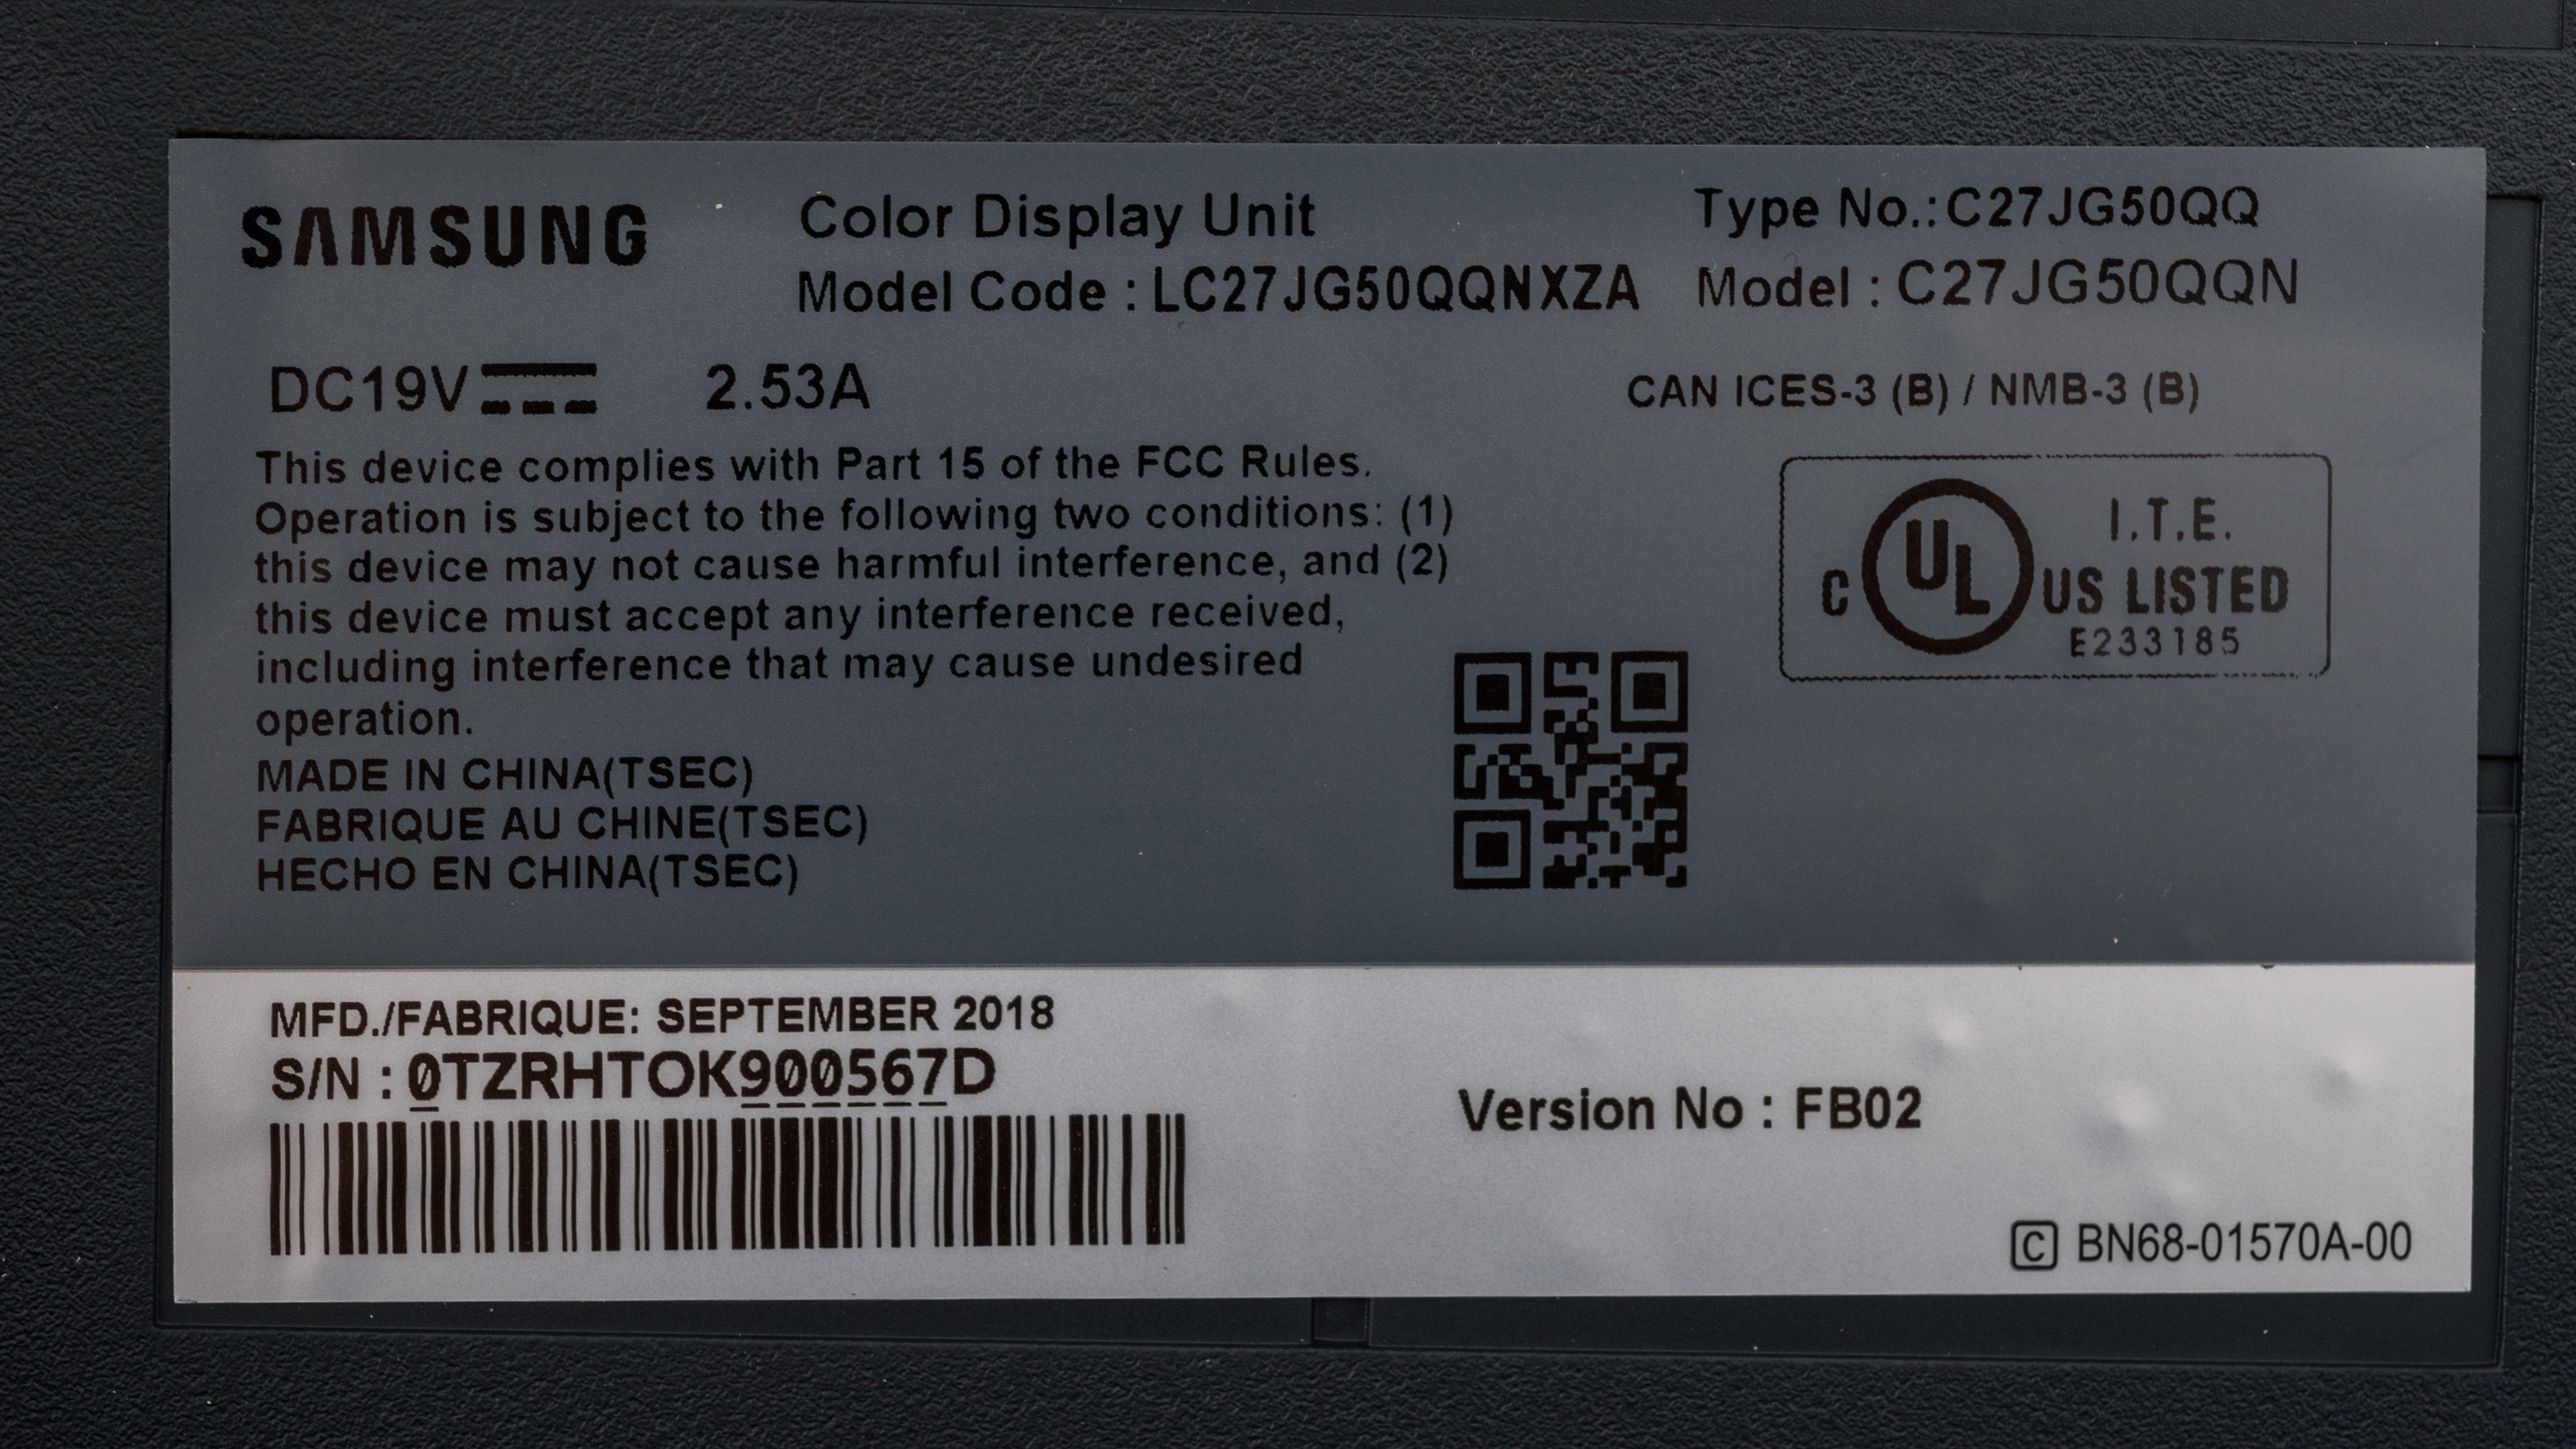 SAMSUNG
Color Display Unit
Type No.:C27JG50QQ
Model Code : LC27JG50QQNXZA
Model : C27JG50QQN
DC19V 2.53A
CAN ICES-3 (B) / NMB-3 (B)
This device complies with Part 15 of the FCC Rules.
Operation is subject to the following two conditions: (1)
this device may not cause harmful interference, and (2)
this device must accept any interference received,
including interference that may cause undesired
operation.
MADE IN CHINA(TSEC)
FABRIQUE AU CHINE(TSEC)
HECHO EN CHINA(TSEC)
I.T.E.
C UL US LISTED
E233185
MFD./FABRIQUE: SEPTEMBER 2018
S/N : 0TZRHTOK900567D
Version No : FB02
C BN68-01570A-00